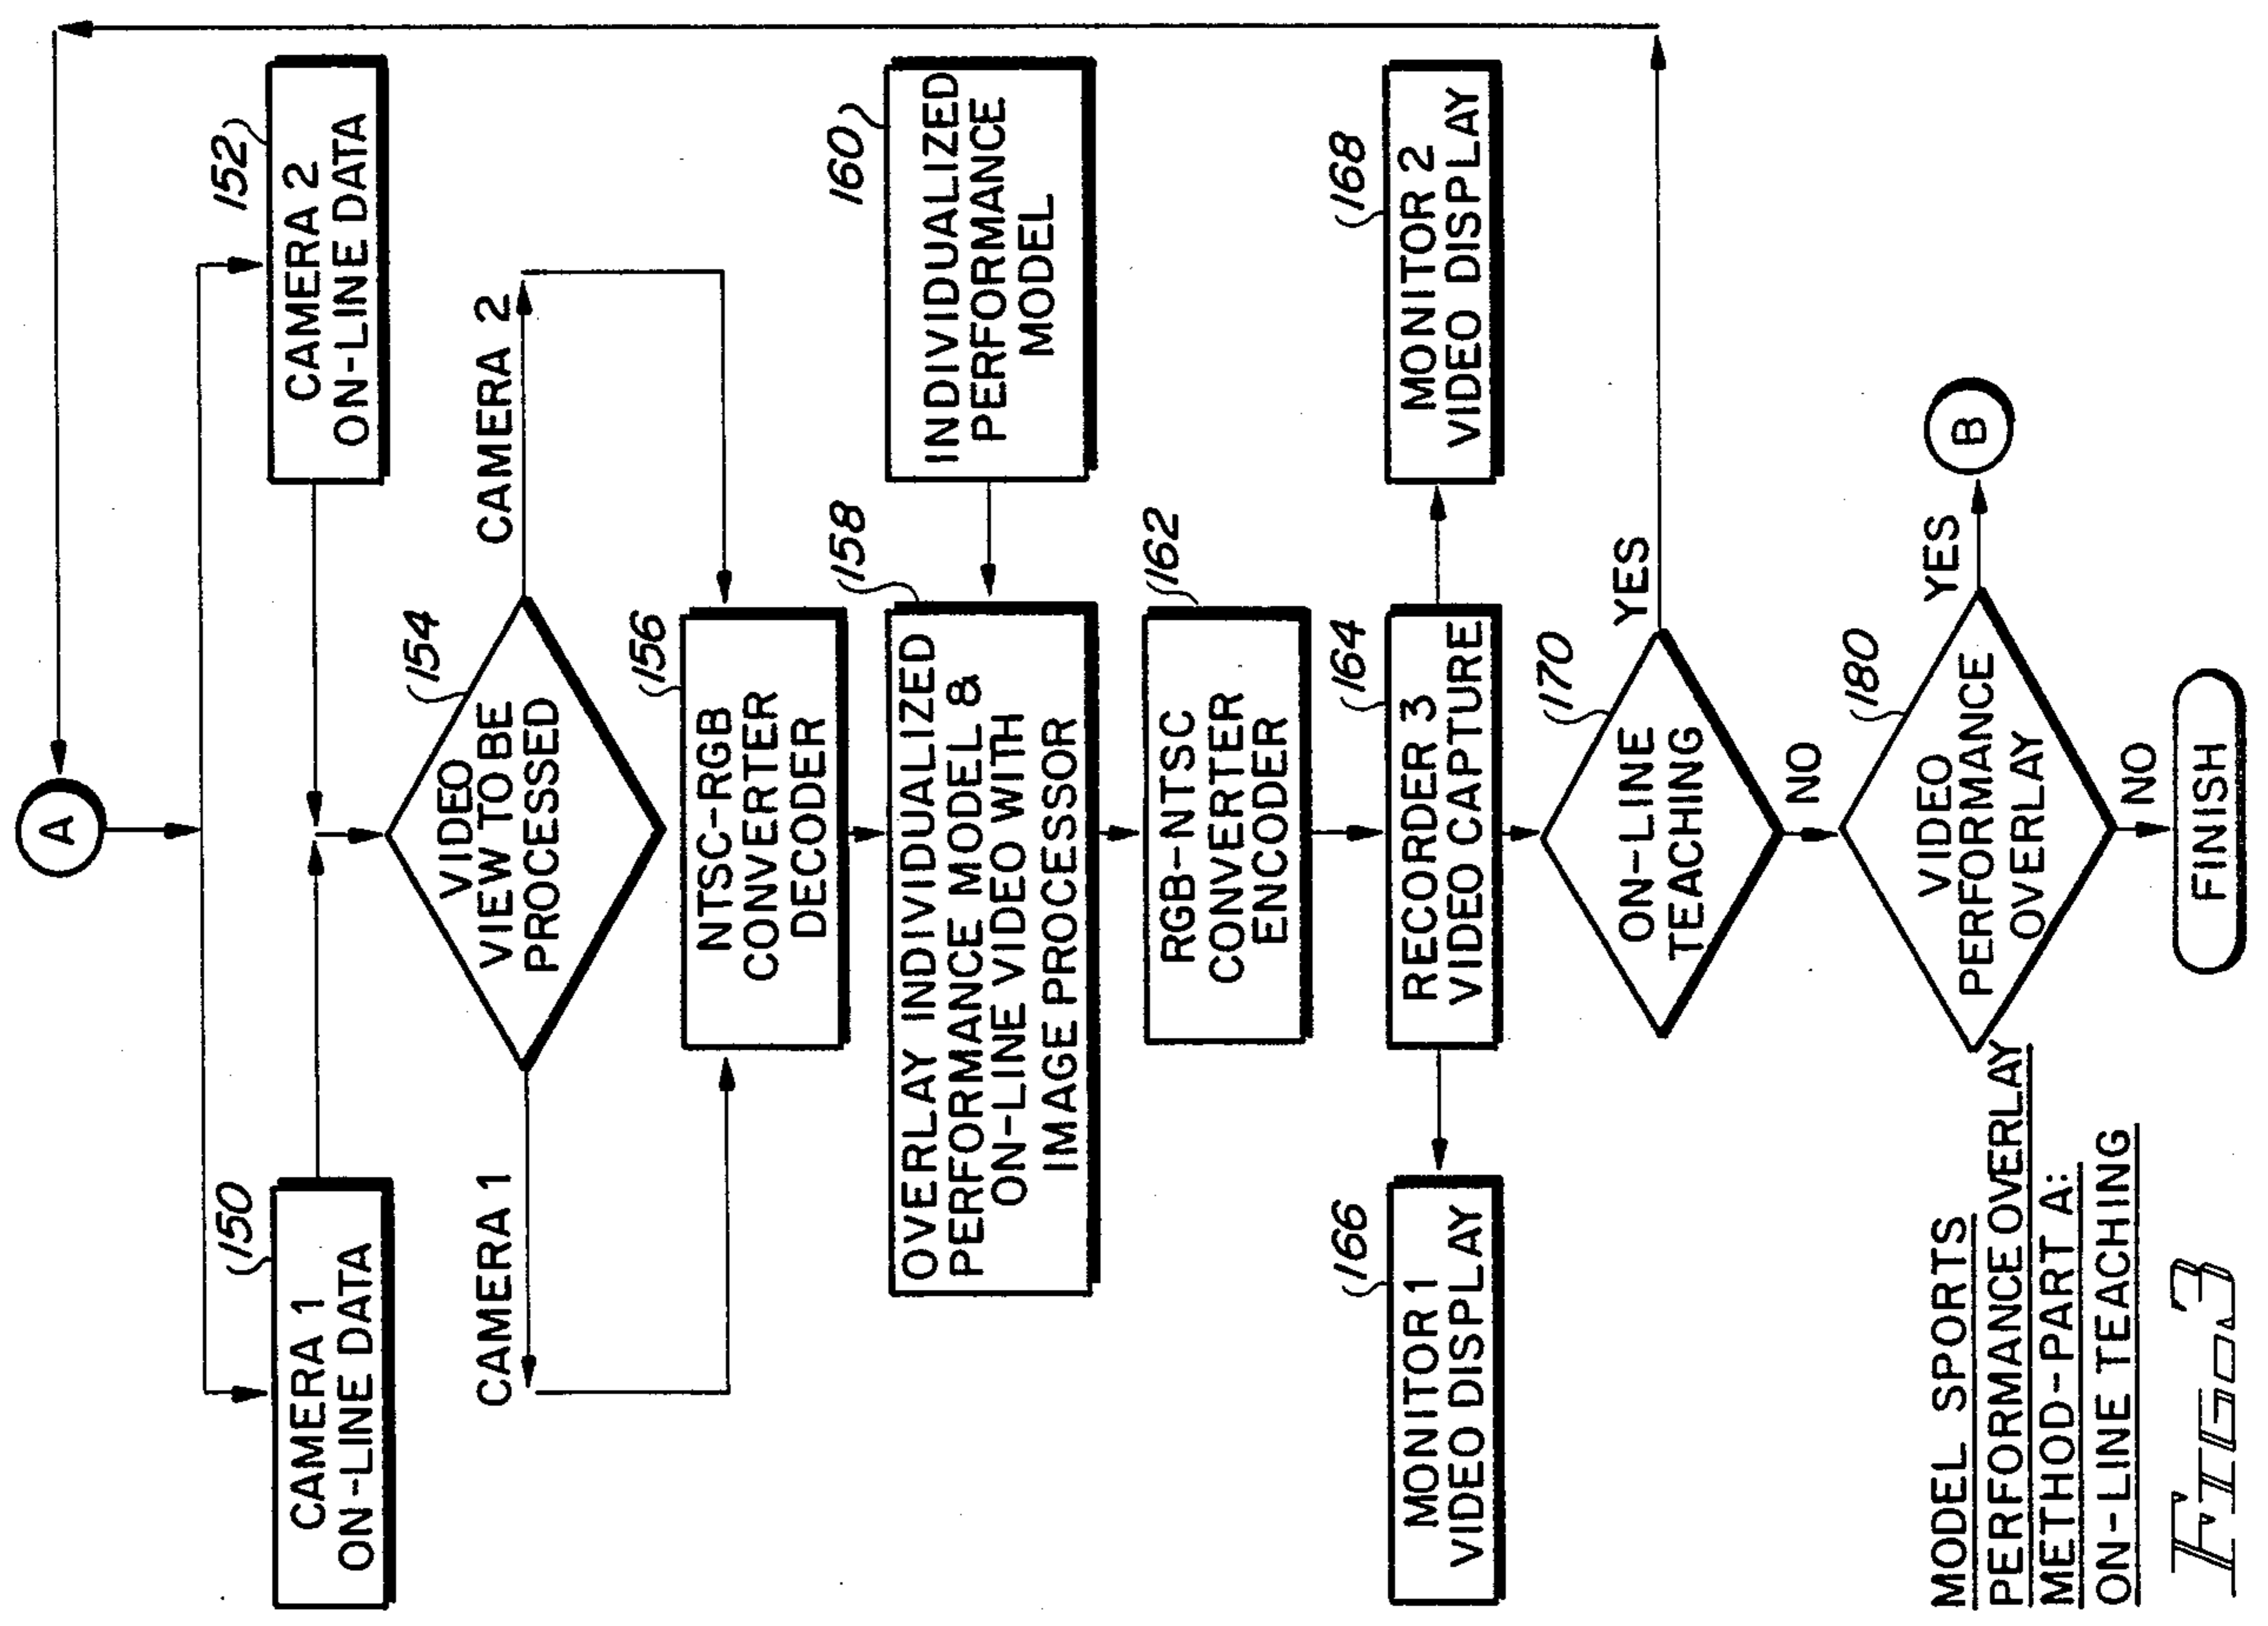 A
150
CAMERA 1
ON-LINE DATA
152
CAMERA 2
ON-LINE DATA
154
VIDEO
VIEW TO BE
PROCESSED
CAMERA 1
CAMERA 2
156
NTSC-RGB
CONVERTER
DECODER
158
OVERLAY INDIVIDUALIZED
PERFORMANCE MODEL &
ON-LINE VIDEO WITH
IMAGE PROCESSOR
160
INDIVIDUALIZED
PERFORMANCE
MODEL
162
RGB-NTSC
CONVERTER
ENCODER
166
MONITOR 1
VIDEO DISPLAY
164
RECORDER 3
VIDEO CAPTURE
168
MONITOR 2
VIDEO DISPLAY
170
ON-LINE
TEACHING
YES
NO
180
VIDEO
PERFORMANCE
OVERLAY
YES
B
NO
FINISH
MODEL SPORTS
PERFORMANCE OVERLAY
METHOD-PART A:
ON-LINE TEACHING
FIG. 3